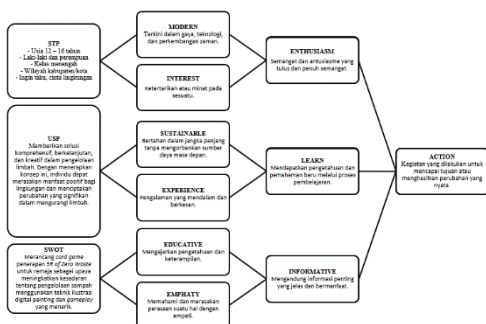 STP
- Usia 12 – 16 tahun
- Laki-laki dan perempuan
- Kelas menengah
- Wilayah kabupaten/kota
- Ingin tahu, cinta lingkungan
USP
Memberikan solusi
komprehensif, berkelanjutan,
dan kreatif dalam pengelolaan
limbah. Dengan menerapkan
konsep ini, individu dapat
merasakan manfaat positif bagi
lingkungan dan menciptakan
perubahan yang signifikan
dalam mengurangi limbah.
SWOT
Merancang card game
penerapan 5R of Zero Waste
untuk remaja sebagai upaya
meningkatkan kesadaran
tentang pengelolaan sampah
menggunakan teknik ilustrasi
digital painting dan gameplay
yang menarik.
MODERN
Terkini dalam gaya, teknologi,
dan perkembangan zaman.
INTEREST
Ketertarikan atau minat pada
sesuatu.
SUSTAINABLE
Bertahan dalam jangka panjang
tanpa mengorbankan sumber
daya masa depan.
EXPERIENCE
Pengalaman yang mendalam dan
berkesan.
EDUCATIVE
Mengajarkan pengetahuan dan
keterampilan.
EMPHATY
Memahami dan merasakan
perasaan suatu hal dengan
empati.
ENTHUSIASM
Semangat dan antusiasme yang
tulus dan penuh semangat.
LEARN
Mendapatkan pengetahuan dan
pemahaman baru melalui proses
pembelajaran.
INFORMATIVE
Mengandung informasi penting
yang jelas dan bermanfaat.
ACTION
Kegiatan yang dilakukan untuk
mencapai tujuan atau
menghasilkan perubahan yang
nyata.